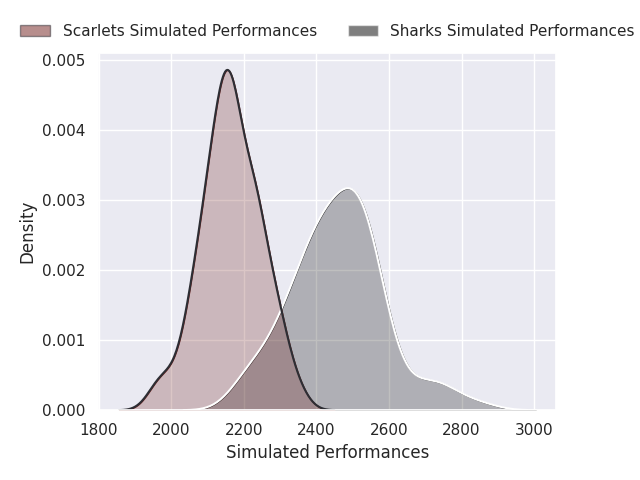 Scarlets Simulated Performances Sharks Simulated Performances
0.005
0.004
0.003
0.002
0.001
0.000
Density
1800 2000 2200 2400 2600 2800 3000
Simulated Performances